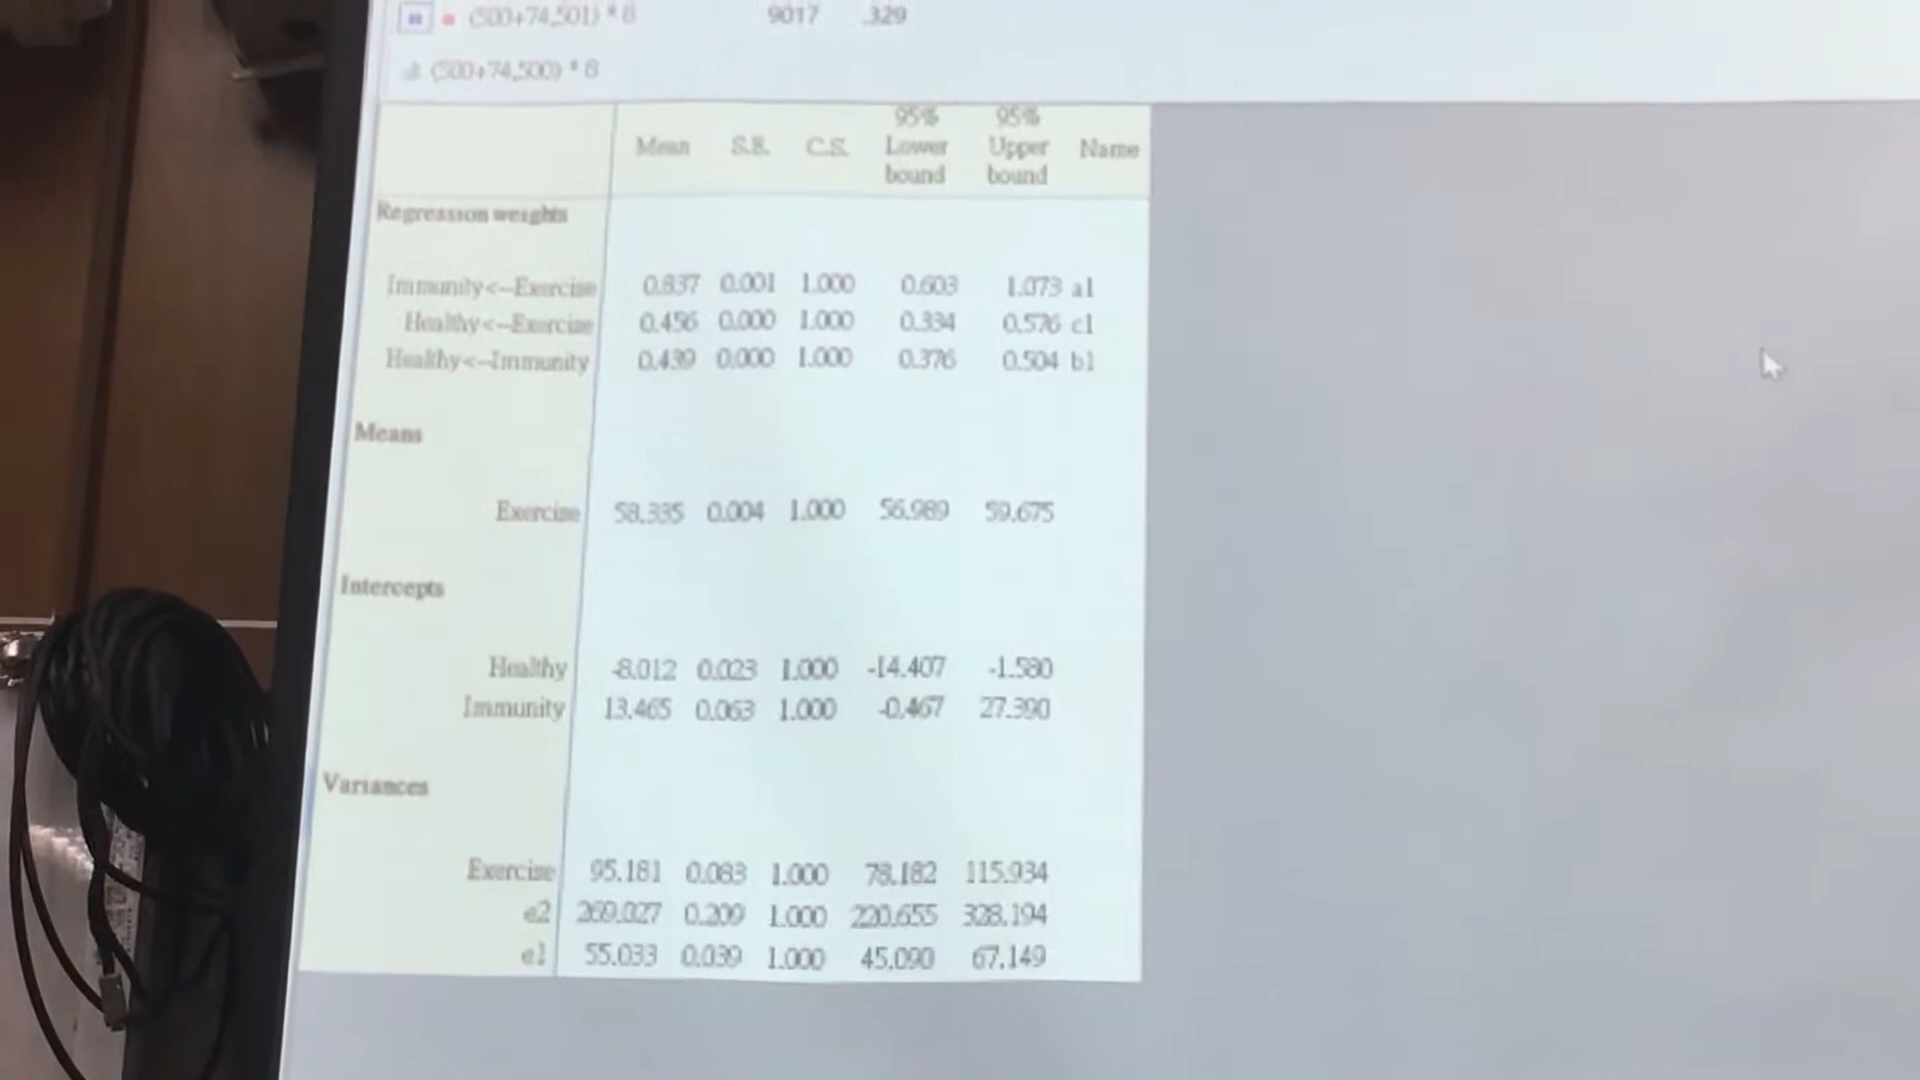 (500+74,501) * 8 9017 .329
(500+74,500) * 8
Mean S.E. C.S. 95% Lower bound 95% Upper bound Name
Regression weights
Immunity<--Exercise 0.837 0.001 1.000 0.603 1.073 a1
Healthy<--Exercise 0.456 0.000 1.000 0.334 0.576 c1
Healthy<--Immunity 0.439 0.000 1.000 0.376 0.504 b1
Means
Exercise 58.335 0.004 1.000 56.989 59.675
Intercepts
Healthy -8.012 0.023 1.000 -14.407 -1.580
Immunity 13.465 0.063 1.000 -0.467 27.390
Variances
Exercise 95.181 0.083 1.000 78.182 115.934
e2 269.027 0.209 1.000 220.655 328.194
e1 55.033 0.039 1.000 45.090 67.149